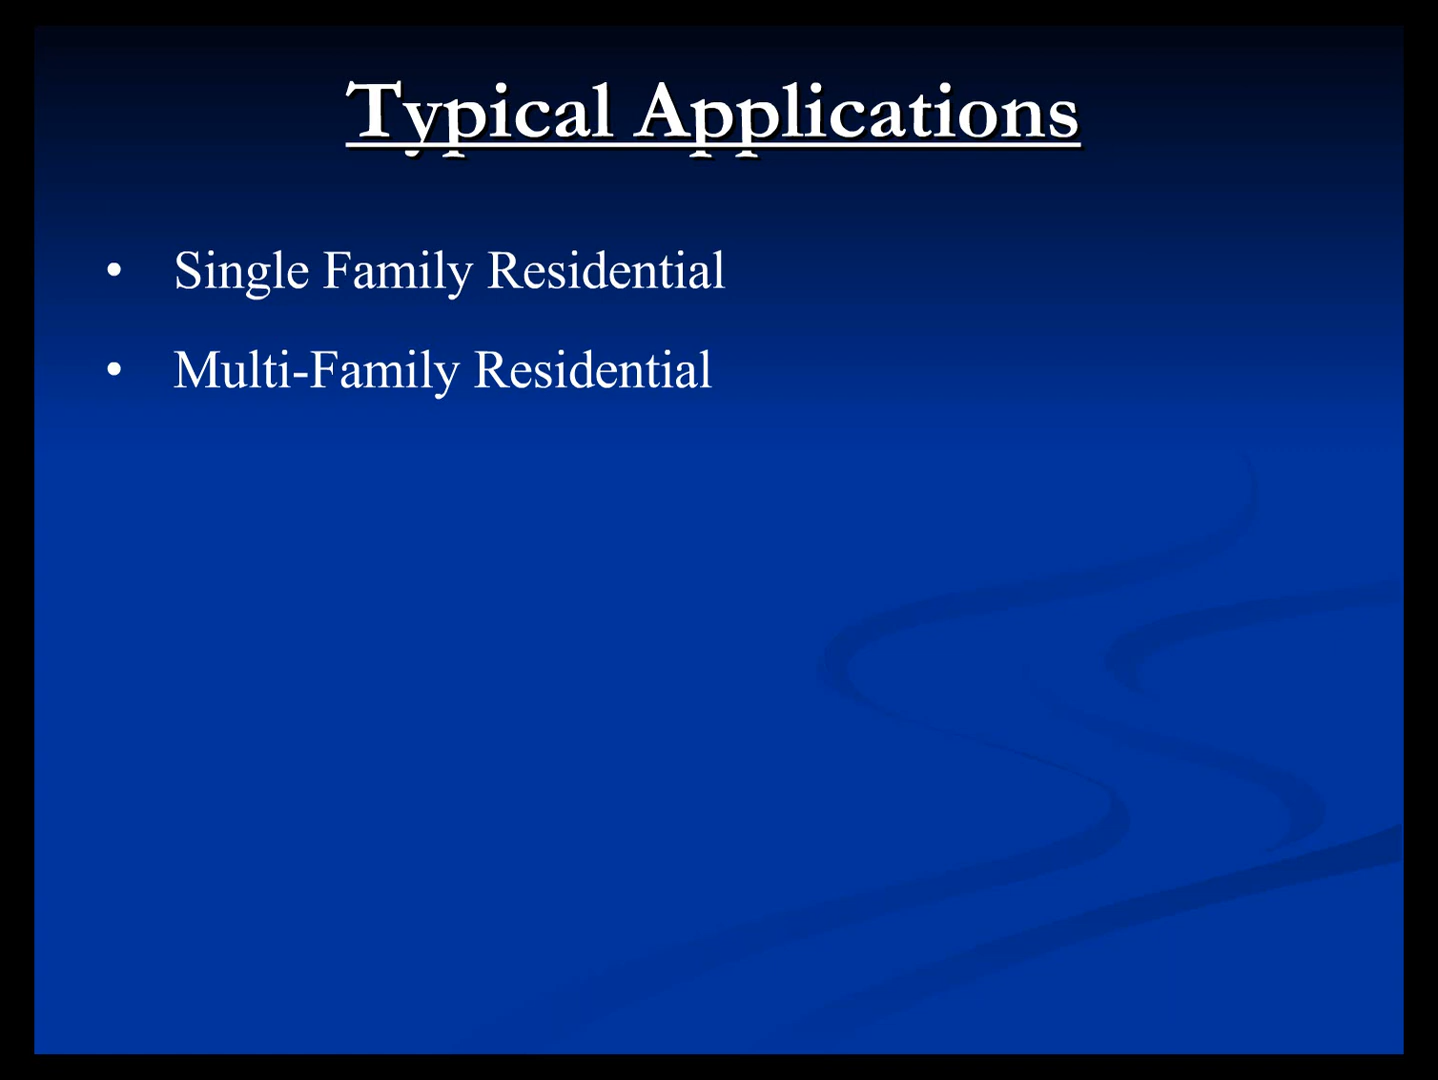 Typical Applications
• Single Family Residential
• Multi-Family Residential